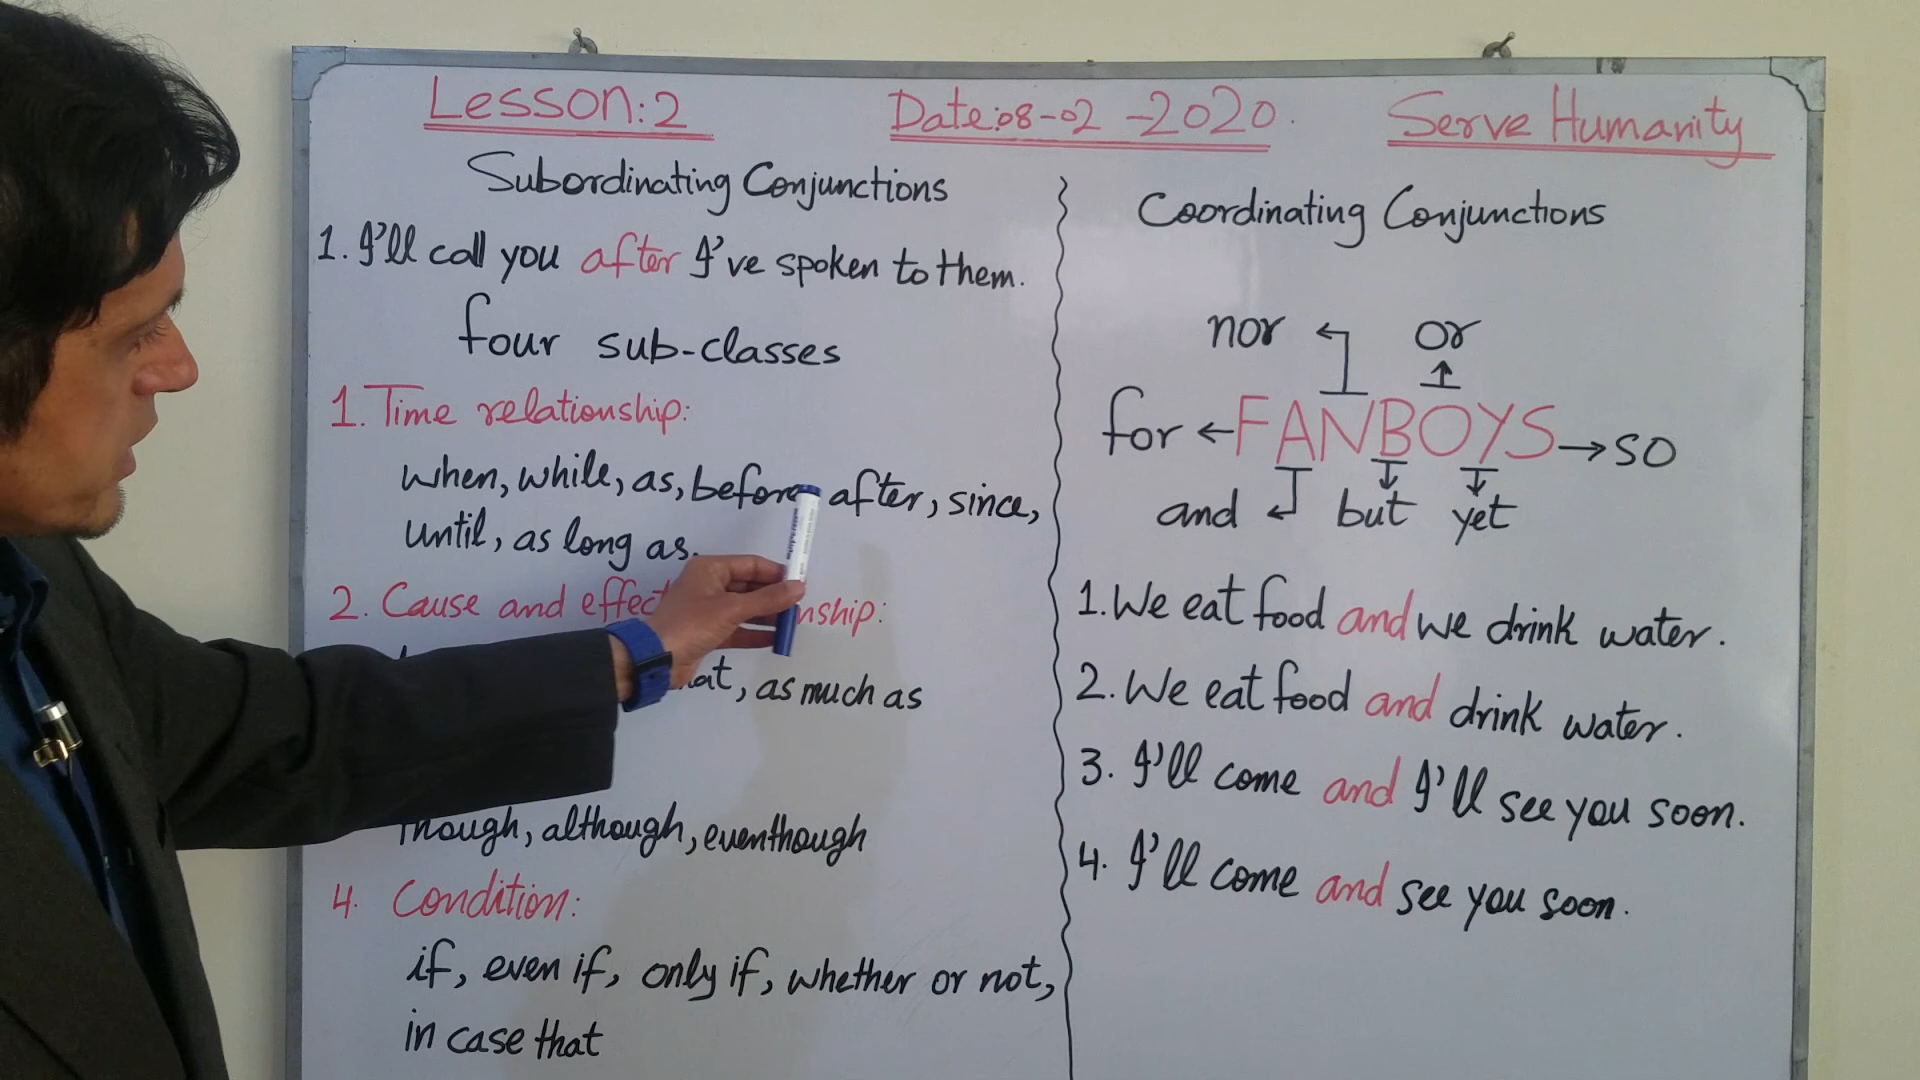 Lesson:2 Date:08-02-2020. Serve Humanity
Subordinating Conjunctions
1. I'll call you after I've spoken to them.
four sub-classes
1. Time relationship:
when, while, as, before, after, since,
until, as long as.
2. Cause and effect
, as much as
though, although, eventhough
4. Condition:
if, even if, only if, whether or not,
in case that
Coordinating Conjunctions
nor or
for ← FANBOYS → so
and but yet
1. We eat food and we drink water.
2. We eat food and drink water.
3. I'll come and I'll see you soon.
4. I'll come and see you soon.